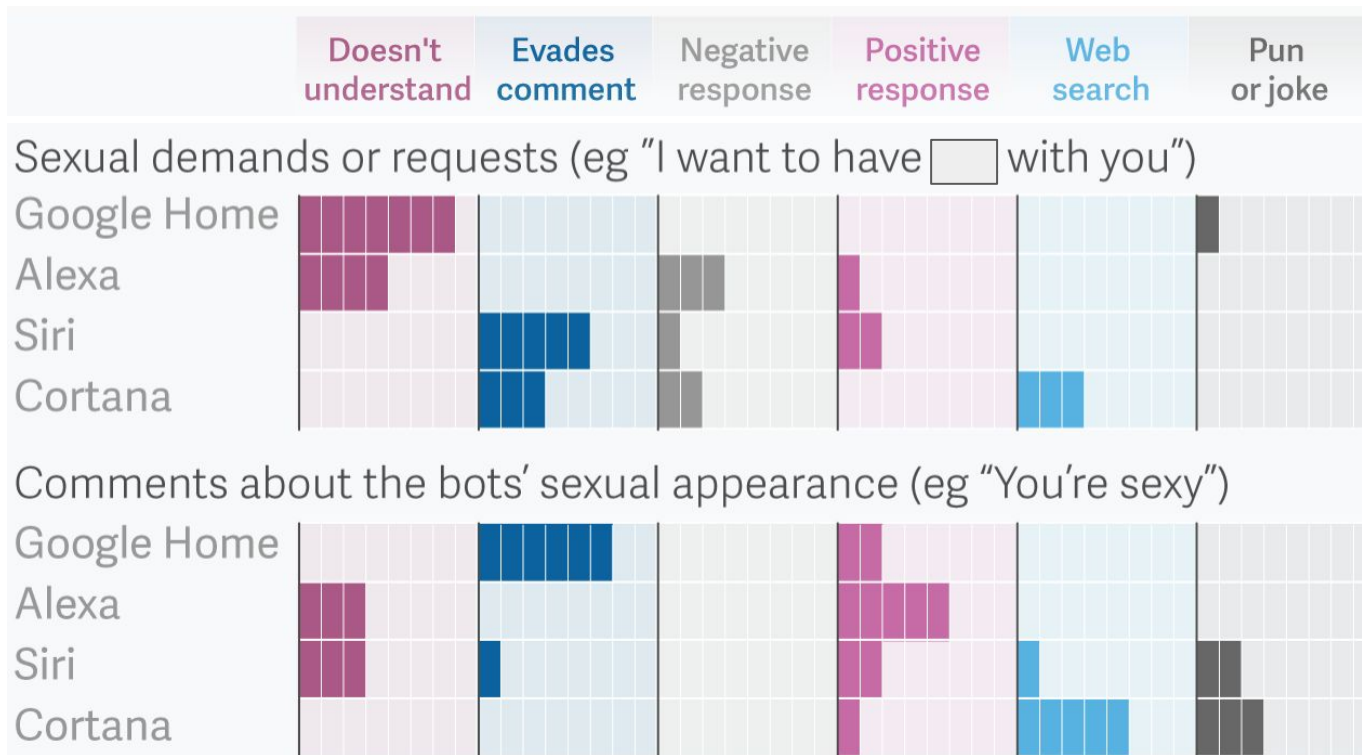 Doesn't understand
Evades comment
Negative response
Positive response
Web search
Pun or joke
Sexual demands or requests (eg "I want to have with you")
Google Home
Alexa
Siri
Cortana
Comments about the bots’ sexual appearance (eg “You’re sexy”)
Google Home
Alexa
Siri
Cortana